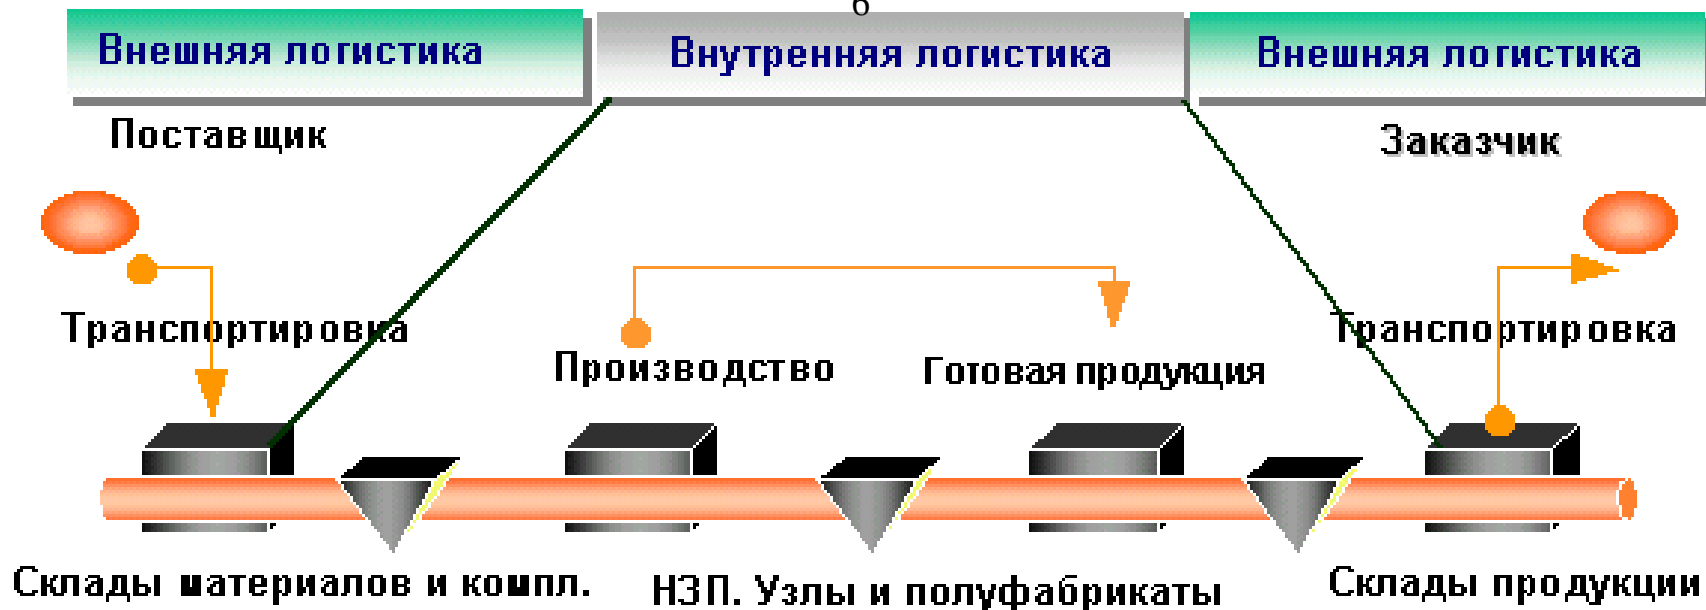 6
Внешняя логистика
Внутренняя логистика
Внешняя логистика
Поставщик
Заказчик
Транспортировка
Транспортировка
Производство
Готовая продукция
Склады материалов и компл.
НЗП. Узлы и полуфабрикаты
Склады продукции